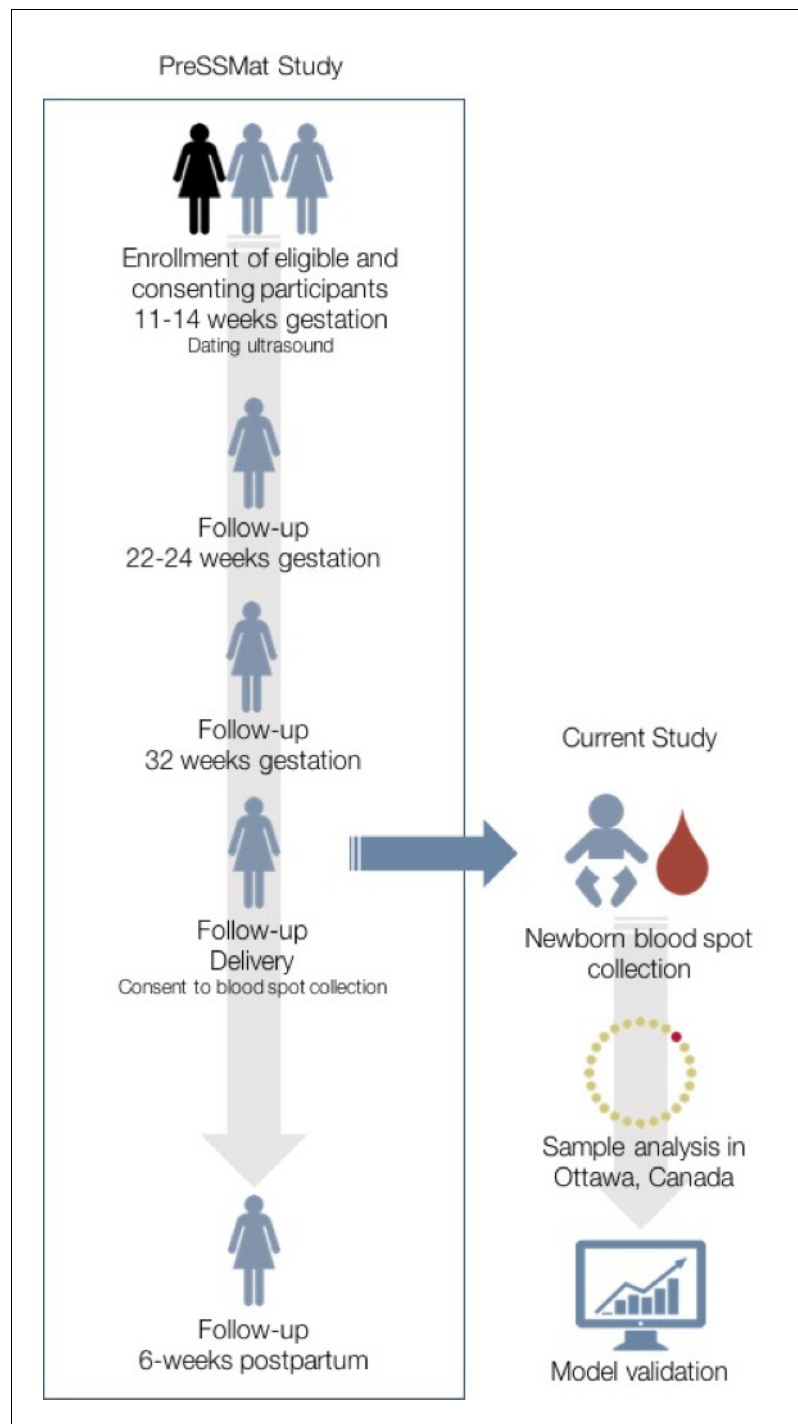 PreSSMat Study
Enrollment of eligible and
consenting participants
11-14 weeks gestation
Dating ultrasound
Follow-up
22-24 weeks gestation
Follow-up
32 weeks gestation
Follow-up
Delivery
Consent to blood spot collection
Follow-up
6-weeks postpartum
Current Study
Newborn blood spot
collection
Sample analysis in
Ottawa, Canada
Model validation